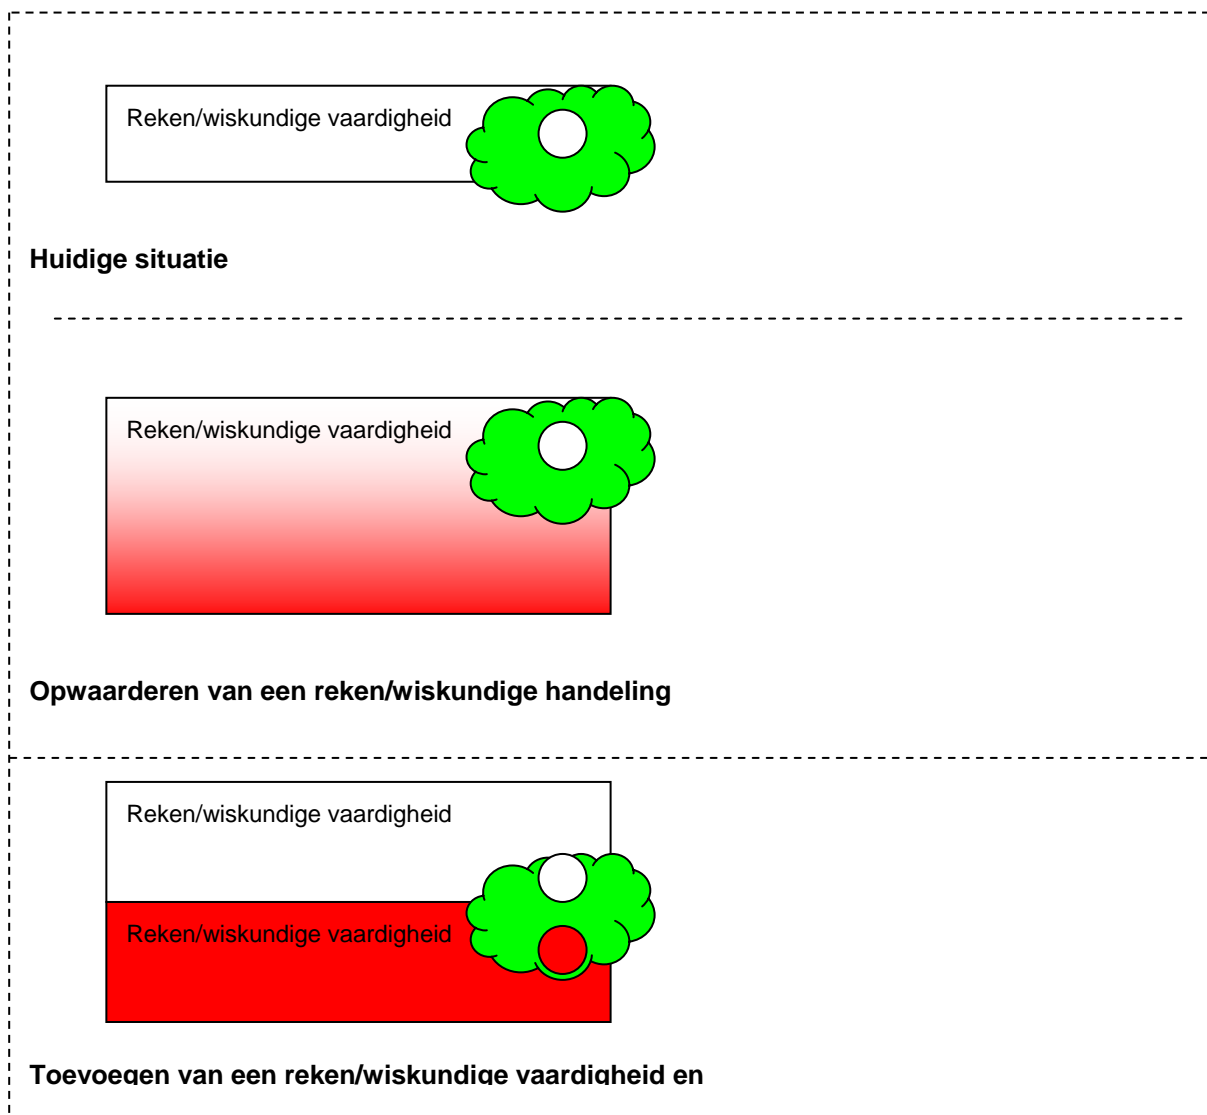 Reken/wiskundige vaardigheid
Huidige situatie
Reken/wiskundige vaardigheid
Opwaarderen van een reken/wiskundige handeling
Reken/wiskundige vaardigheid
Reken/wiskundige vaardigheid
Toevoegen van een reken/wiskundige vaardigheid en